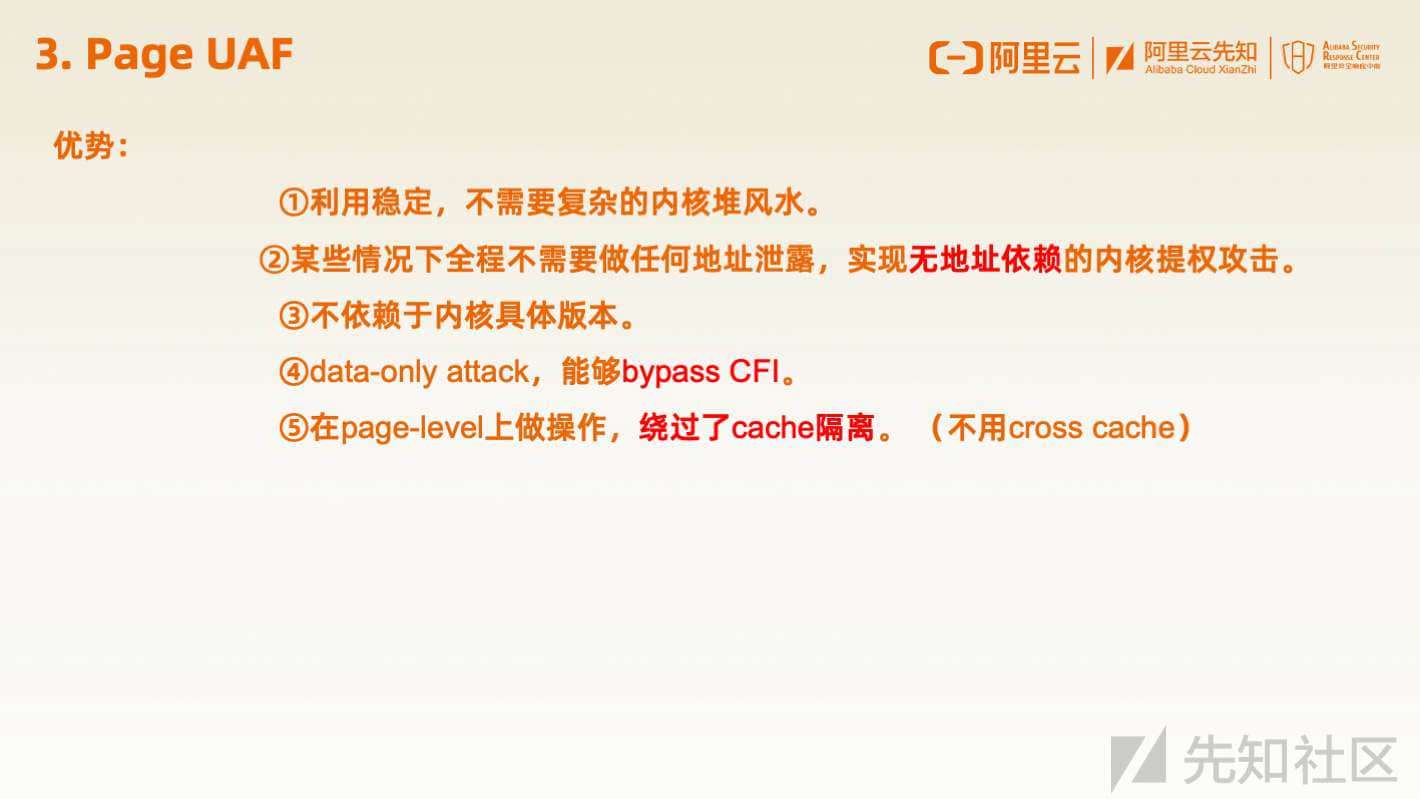 3. Page UAF
阿里云
阿里云先知
Alibaba Cloud XianZhi
ALIBABA SECURITY
RESPONSE CENTER
阿里安全响应中心
优势：
①利用稳定，不需要复杂的内核堆风水。
②某些情况下全程不需要做任何地址泄露，实现无地址依赖的内核提权攻击。
③不依赖于内核具体版本。
④data-only attack，能够bypass CFI。
⑤在page-level上做操作，绕过了cache隔离。（不用cross cache）
先知社区